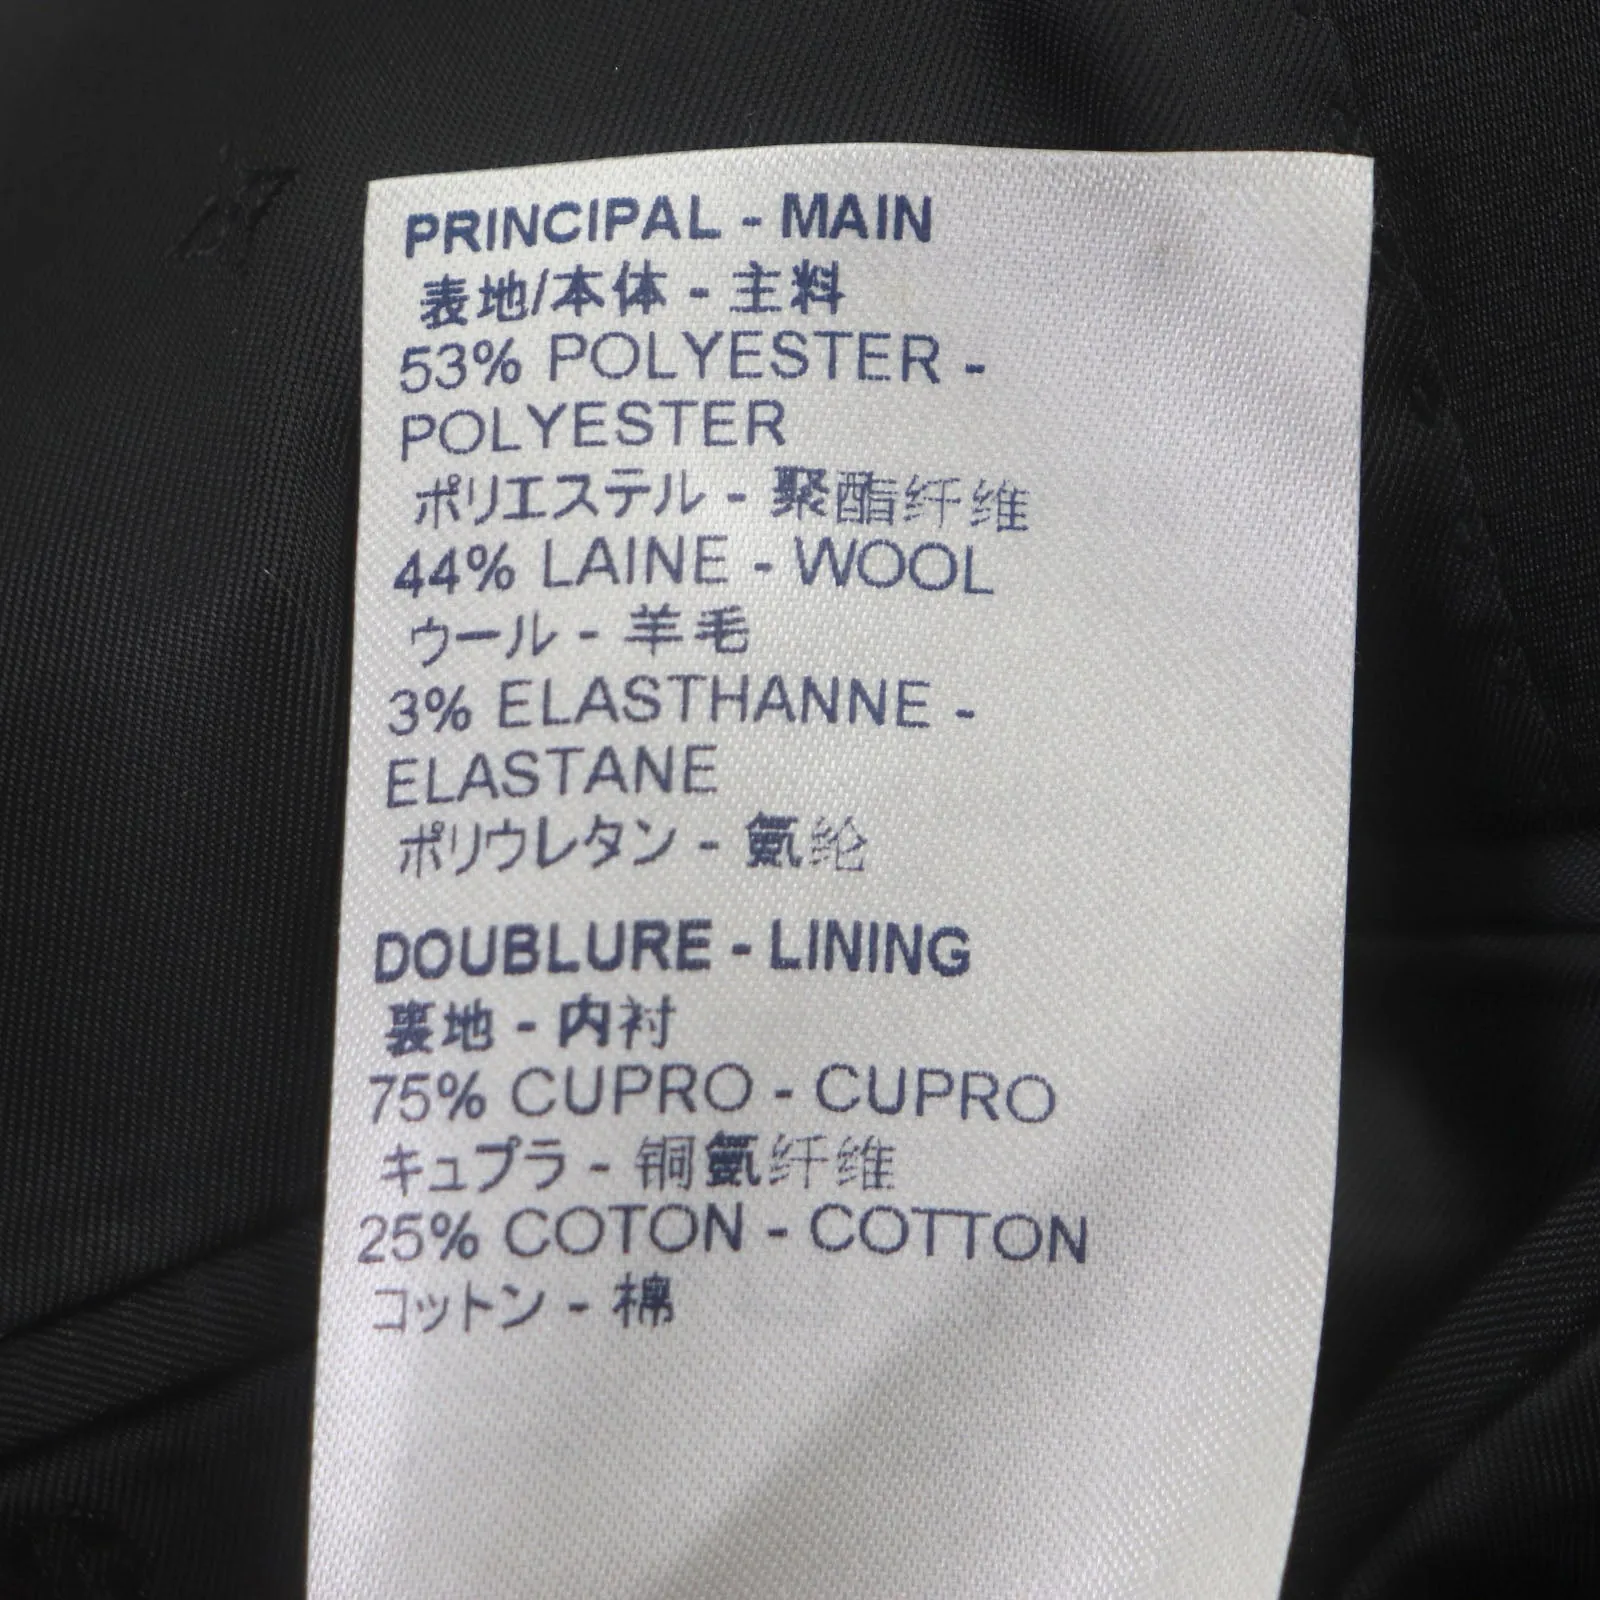 PRINCIPAL - MAIN
表地/本体 - 主料
53% POLYESTER -
POLYESTER
ポリエステル - 聚酯纤维
44% LAINE - WOOL
ウール - 羊毛
3% ELASTHANNE -
ELASTANE
ポリウレタン - 氨纶
DOUBLURE - LINING
裏地 - 内衬
75% CUPRO - CUPRO
キュプラ - 铜氨纤维
25% COTON - COTTON
コットン - 棉